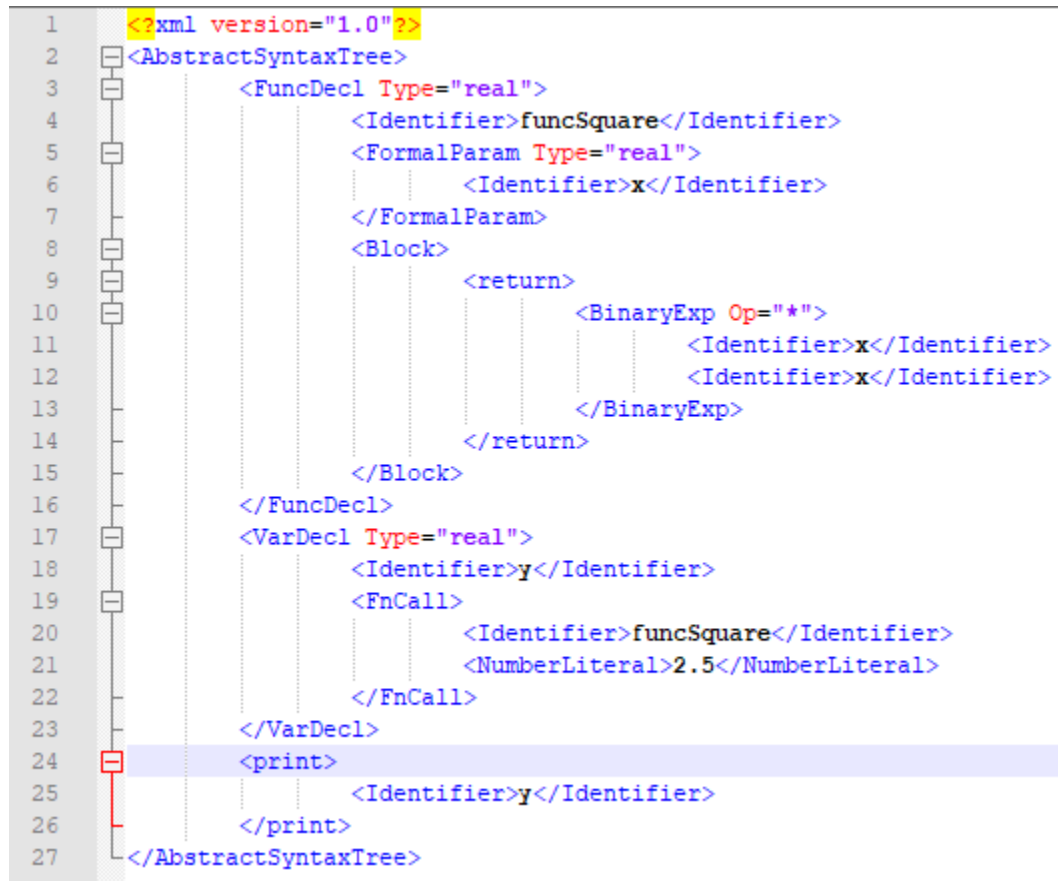 1 <?xml version="1.0"?>
2 <AbstractSyntaxTree>
3 <FuncDecl Type="real">
4 <Identifier>funcSquare</Identifier>
5 <FormalParam Type="real">
6 <Identifier>x</Identifier>
7 </FormalParam>
8 <Block>
9 <return>
10 <BinaryExp Op="*">
11 <Identifier>x</Identifier>
12 <Identifier>x</Identifier>
13 </BinaryExp>
14 </return>
15 </Block>
16 </FuncDecl>
17 <VarDecl Type="real">
18 <Identifier>y</Identifier>
19 <FnCall>
20 <Identifier>funcSquare</Identifier>
21 <NumberLiteral>2.5</NumberLiteral>
22 </FnCall>
23 </VarDecl>
24 <print>
25 <Identifier>y</Identifier>
26 </print>
27 </AbstractSyntaxTree>